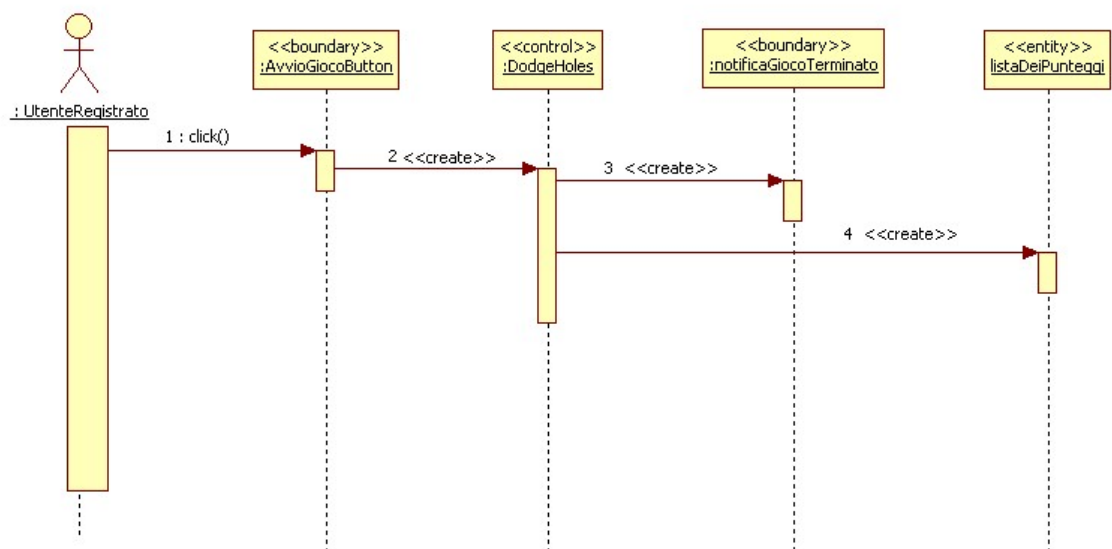 <<boundary>>
:AvvioGiocoButton
<<control>>
:DodgeHoles
<<boundary>>
:notificaGiocoTerminato
<<entity>>
listaDeiPunteggi
: UtenteRegistrato
1 : click()
2 <<create>>
3 <<create>>
4 <<create>>